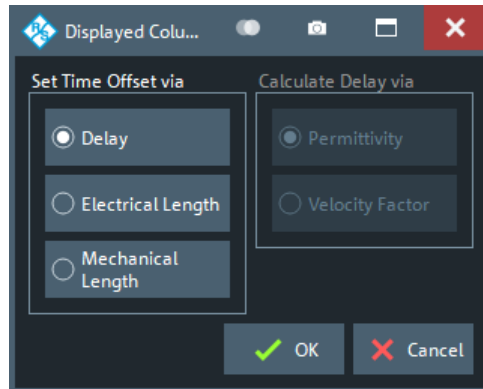 Displayed Colu...
Set Time Offset via
Delay
Electrical Length
Mechanical
Length
Calculate Delay via
Permittivity
Velocity Factor
OK
Cancel